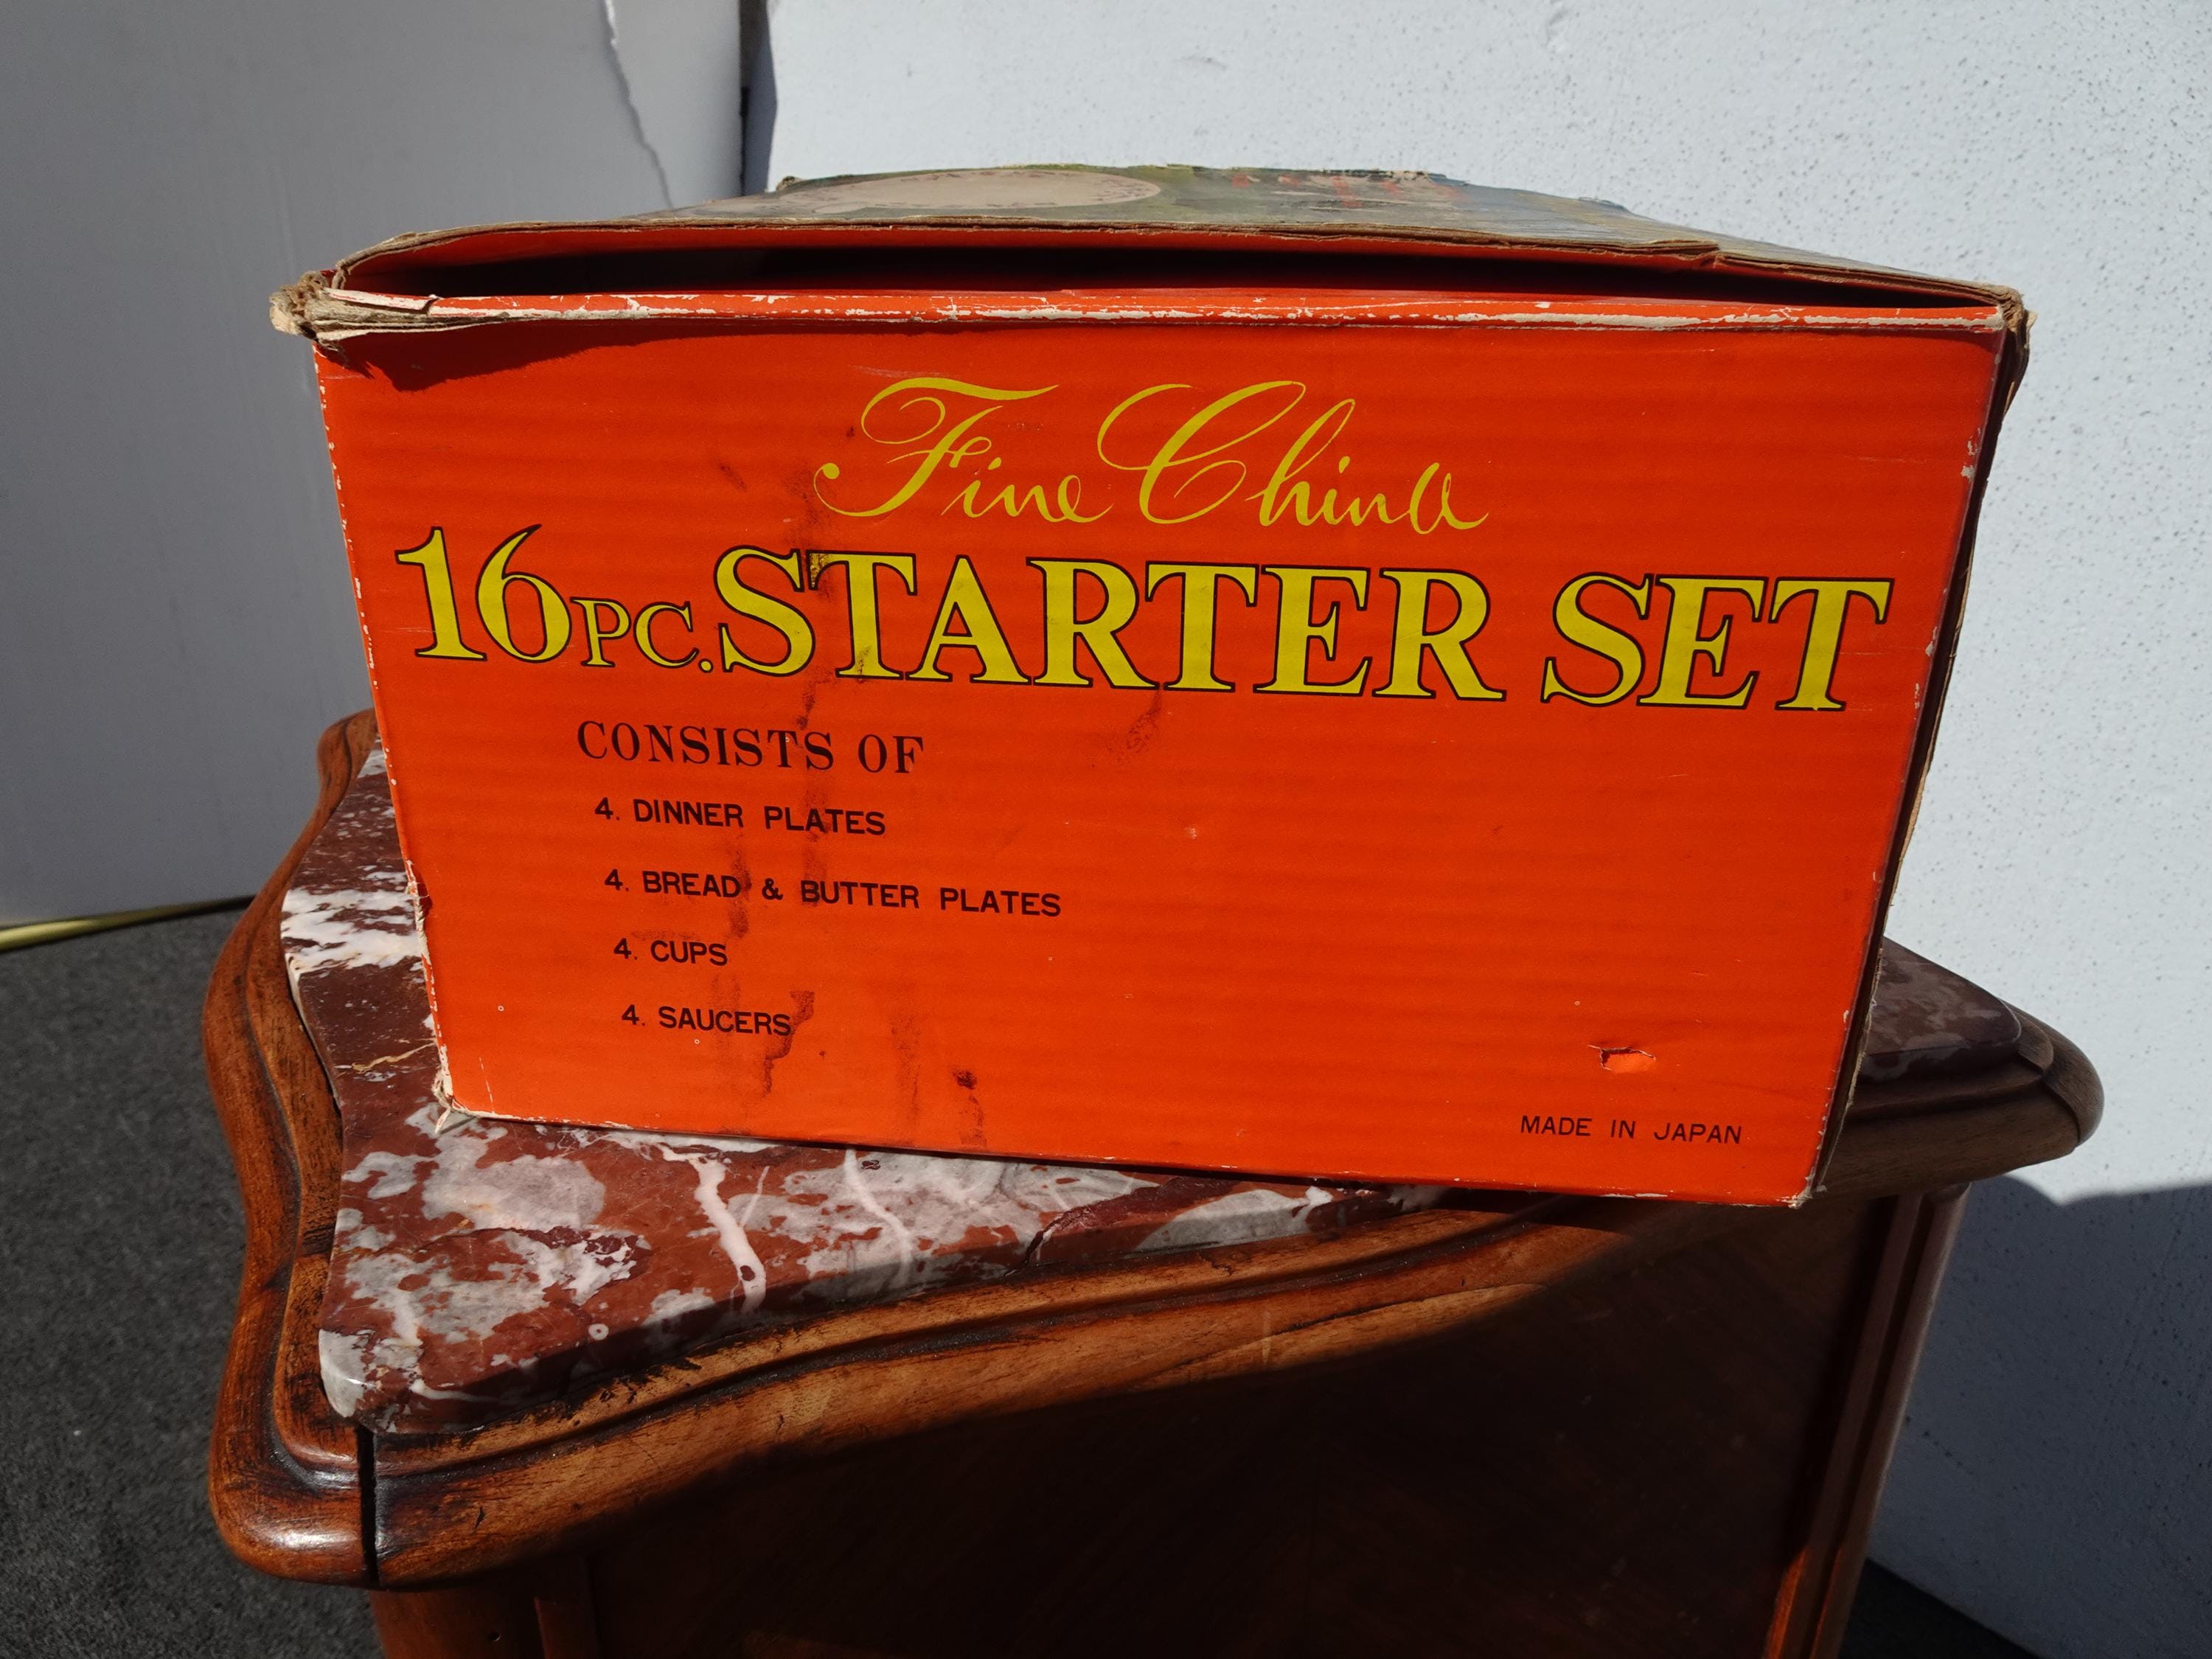 Fine China
16PC. STARTER SET
CONSISTS OF
4. DINNER PLATES
4. BREAD & BUTTER PLATES
4. CUPS
4. SAUCERS
MADE IN JAPAN